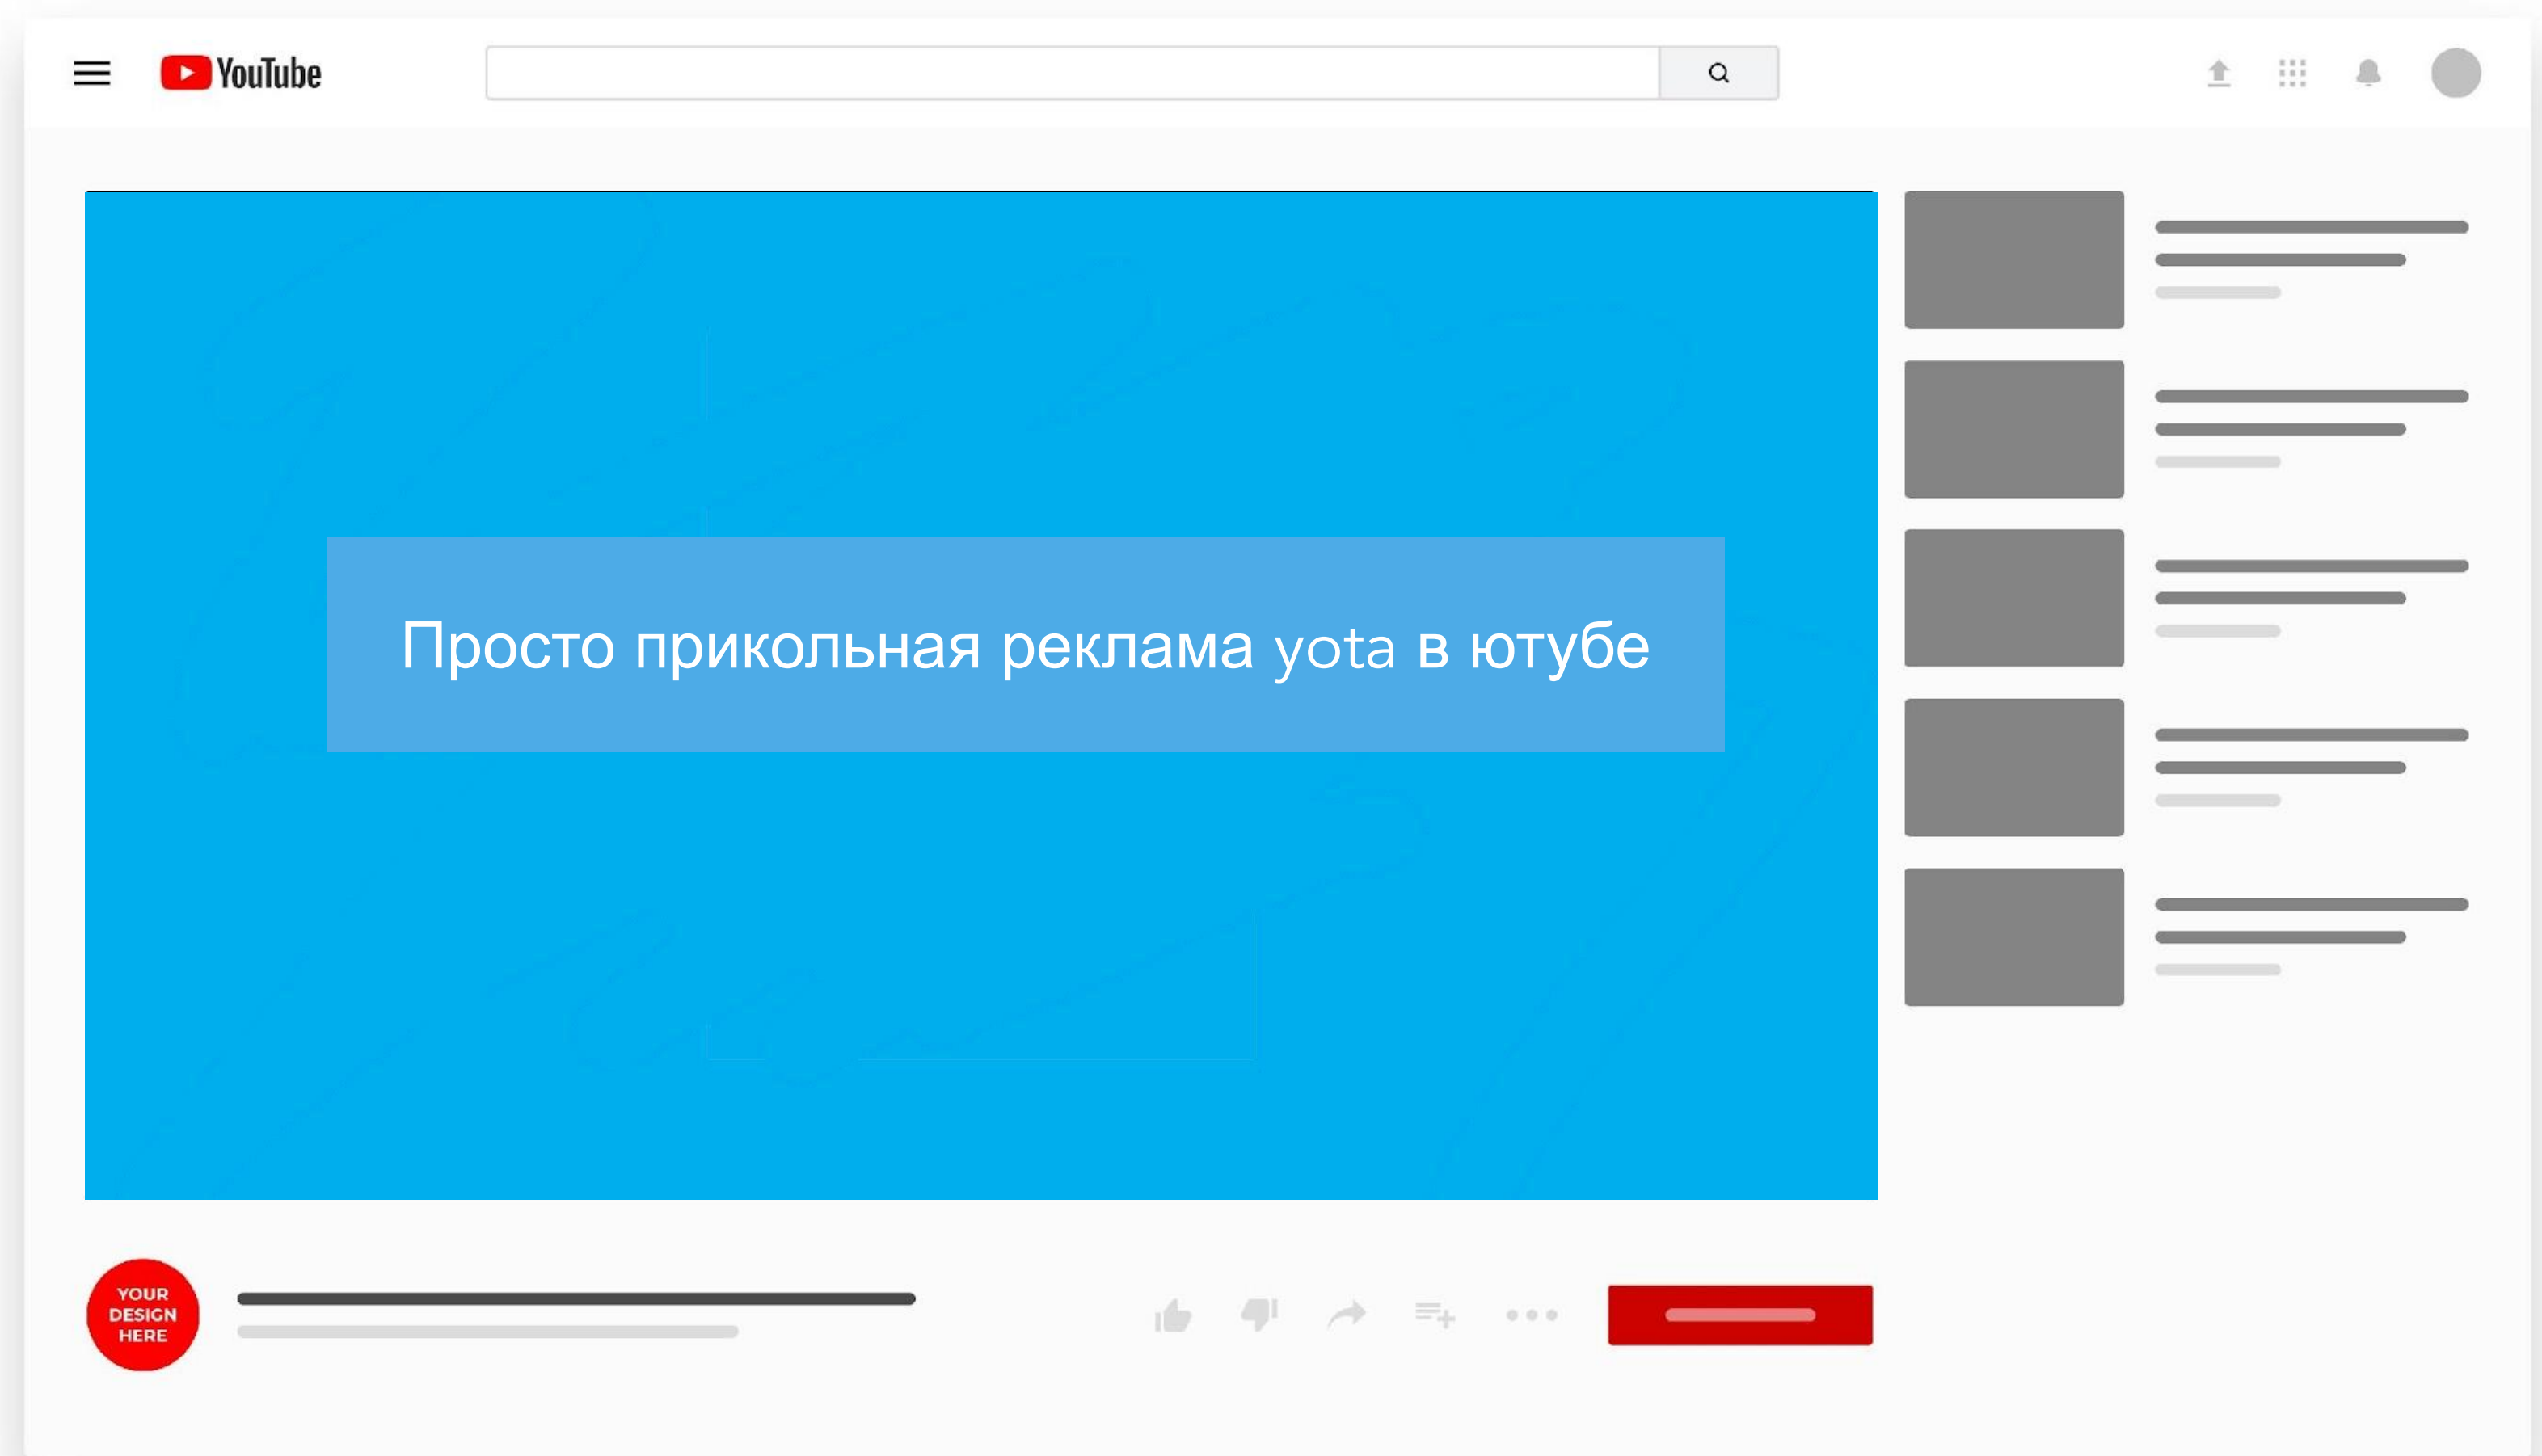 YouTube
Просто прикольная реклама yota в ютубе
YOUR
DESIGN
HERE